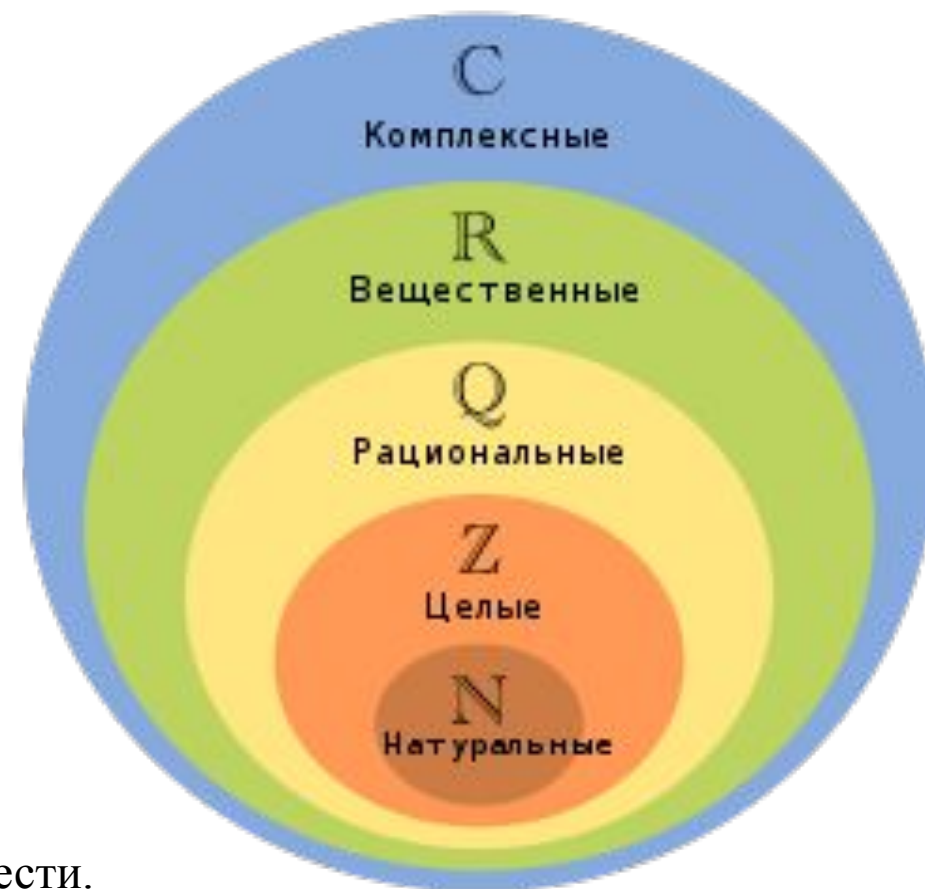 ℂ
Комплексные
ℝ
Вещественные
ℚ
Рациональные
ℤ
Целые
ℕ
Натуральные
ести.